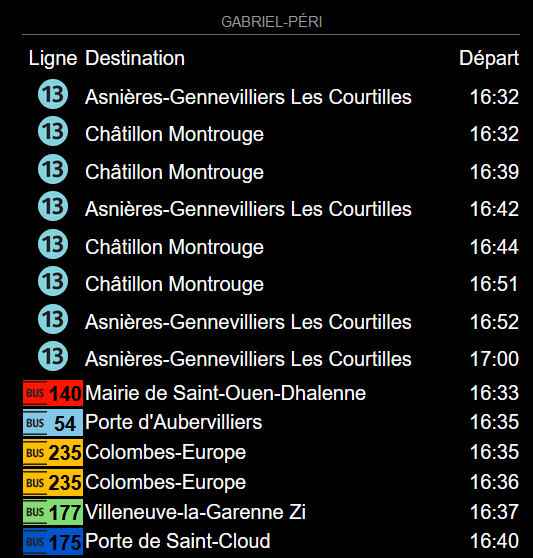 GABRIEL-PÉRI
Ligne Destination Départ
13 Asnières-Gennevilliers Les Courtilles 16:32
13 Châtillon Montrouge 16:32
13 Châtillon Montrouge 16:39
13 Asnières-Gennevilliers Les Courtilles 16:42
13 Châtillon Montrouge 16:44
13 Châtillon Montrouge 16:51
13 Asnières-Gennevilliers Les Courtilles 16:52
13 Asnières-Gennevilliers Les Courtilles 17:00
BUS 140 Mairie de Saint-Ouen-Dhalenne 16:33
BUS 54 Porte d'Aubervilliers 16:35
BUS 235 Colombes-Europe 16:35
BUS 235 Colombes-Europe 16:36
BUS 177 Villeneuve-la-Garenne Zi 16:37
BUS 175 Porte de Saint-Cloud 16:40